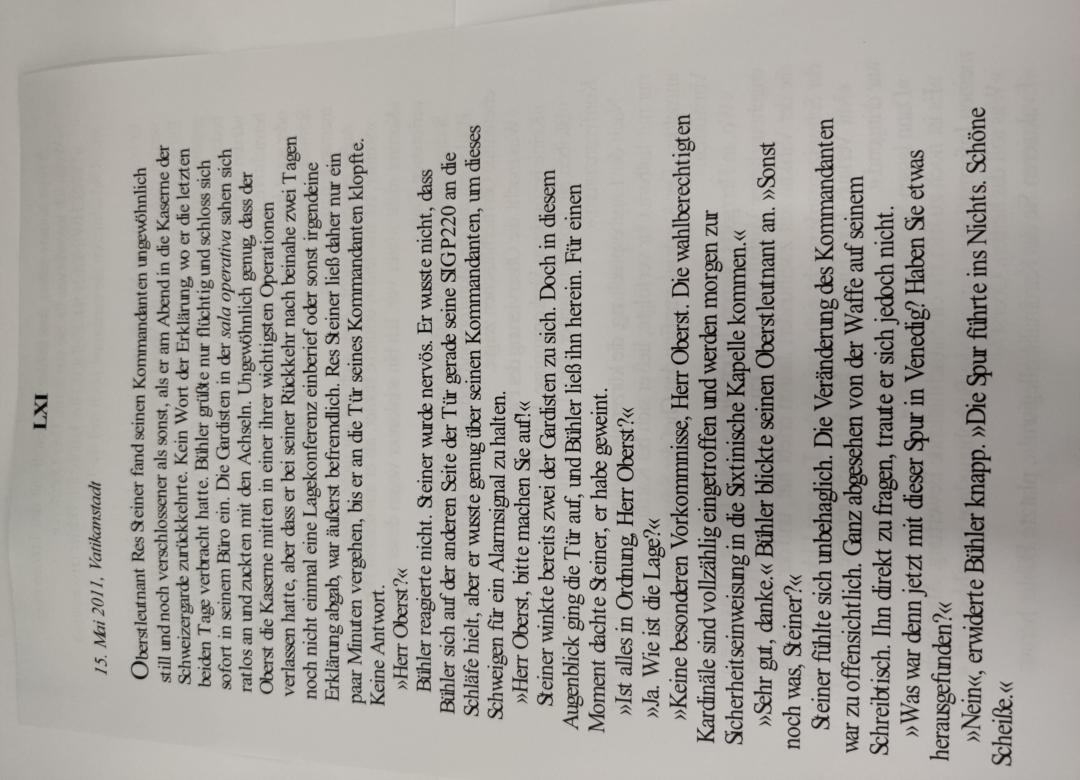 LXI
15. Mai 2011, Vatikanstadt
Oberstleutnant Res Steiner fand seinen Kommandanten ungewöhnlich
still und noch verschlossener als sonst, als er am Abend in die Kaserne der
Schweizergarde zurückkehrte. Kein Wort der Erklärung, wo er die letzten
beiden Tage verbracht hatte. Bühler grüßte nur flüchtig und schloss sich
sofort in seinem Büro ein. Die Gardisten in der sala operativa sahen sich
ratlos an und zuckten mit den Achseln. Ungewöhnlich genug, dass der
Oberst die Kaserne mitten in einer ihrer wichtigsten Operationen
verlassen hatte, aber dass er bei seiner Rückkehr nach beinahe zwei Tagen
noch nicht einmal eine Lagekonferenz einberief oder sonst irgendeine
Erklärung abgab, war äußerst befremdlich. Res Steiner ließ daher nur ein
paar Minuten vergehen, bis er an die Tür seines Kommandanten klopfte.
Keine Antwort.
»Herr Oberst?«
Bühler reagierte nicht. Steiner wurde nervös. Er wusste nicht, dass
Bühler sich auf der anderen Seite der Tür gerade seine SIG P220 an die
Schläfe hielt, aber er wusste genug über seinen Kommandanten, um dieses
Schweigen für ein Alarmsignal zu halten.
»Herr Oberst, bitte machen Sie auf!«
Steiner winkte bereits zwei der Gardisten zu sich. Doch in diesem
Augenblick ging die Tür auf, und Bühler ließ ihn herein. Für einen
Moment dachte Steiner, er habe geweint.
»Ist alles in Ordnung, Herr Oberst?«
»Ja. Wie ist die Lage?«
»Keine besonderen Vorkommnisse, Herr Oberst. Die wahlberechtigten
Kardinäle sind vollzählig eingetroffen und werden morgen zur
Sicherheitseinweisung in die Sixtinische Kapelle kommen.«
»Sehr gut, danke.« Bühler blickte seinen Oberstleutnant an. »Sonst
noch was, Steiner?«
Steiner fühlte sich unbehaglich. Die Veränderung des Kommandanten
war zu offensichtlich. Ganz abgesehen von der Waffe auf seinem
Schreibtisch. Ihn direkt zu fragen, traute er sich jedoch nicht.
»Was war denn jetzt mit dieser Spur in Venedig? Haben Sie etwas
herausgefunden?«
»Nein«, erwiderte Bühler knapp. »Die Spur führte ins Nichts. Schöne
Scheiße.«